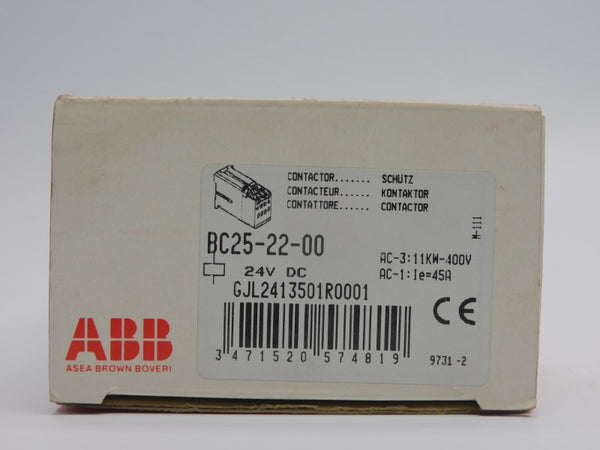 CONTACTOR....... SCHÜTZ
CONTACTEUR...... KONTAKTOR
CONTATTORE...... CONTACTOR
M-111
BC25-22-00
24V DC
AC-3:11KW-400V
AC-1:Ie=45A
GJL2413501R0001
CE
ABB
ASEA BROWN BOVERI
3 471520 574819
9731 -2